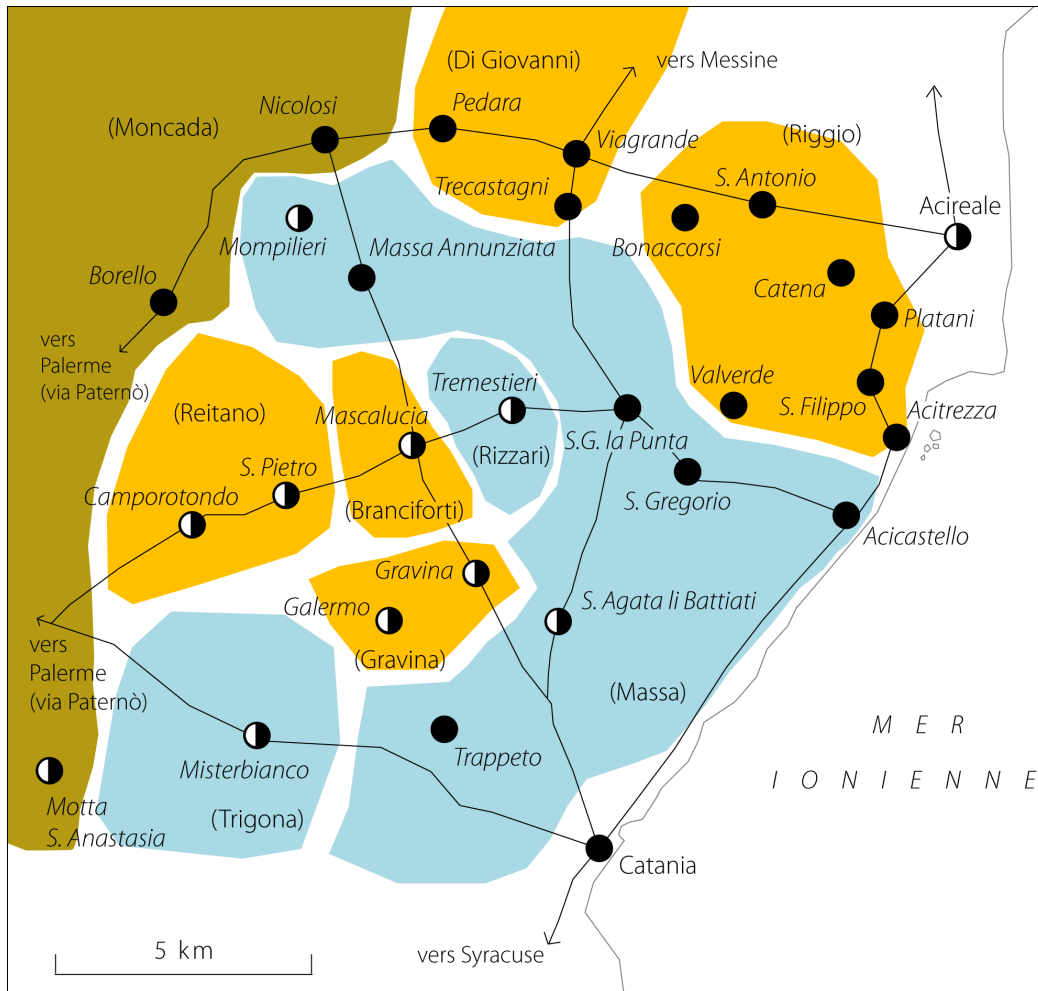 (Di Giovanni)
vers Messine
Nicolosi
Pedara
(Moncada)
Viagrande
(Riggio)
Trecastagni
S. Antonio
Acireale
Mompilieri
Massa Annunziata
Bonaccorsi
Borello
Catena
Platani
vers
Palerme
(via Paternò)
Tremestieri
Valverde
(Reitano)
Mascalucia
S. Filippo
Acitrezza
S.G. la Punta
(Rizzari)
S. Pietro
Camporotondo
(Branciforti)
S. Gregorio
Acicastello
Gravina
Galermo
S. Agata li Battiati
vers
Palerme
(via Paternò)
(Gravina)
(Massa)
MER
IONIENNE
Trappeto
Misterbianco
Motta
S. Anastasia
(Trigona)
Catania
5 km
vers Syracuse